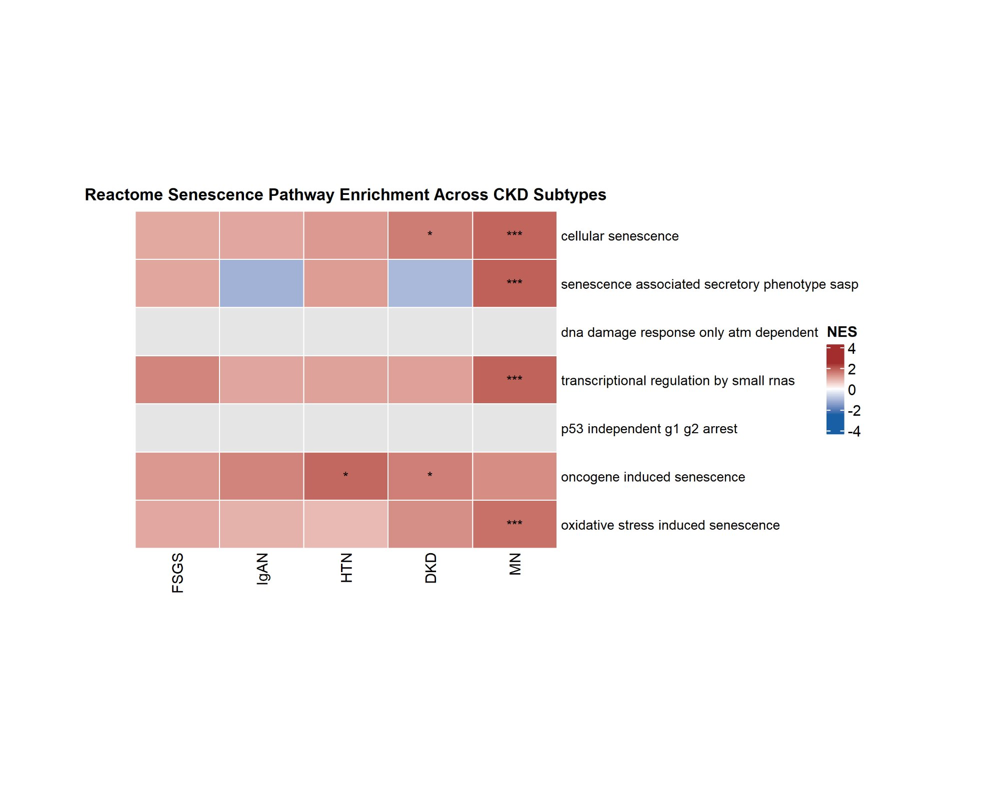 Reactome Senescence Pathway Enrichment Across CKD Subtypes
* *** cellular senescence
*** senescence associated secretory phenotype sasp
dna damage response only atm dependent
NES
4
2
0
-2
-4
*** transcriptional regulation by small rnas
p53 independent g1 g2 arrest
* * oncogene induced senescence
*** oxidative stress induced senescence
FSGS
IgAN
HTN
DKD
MN